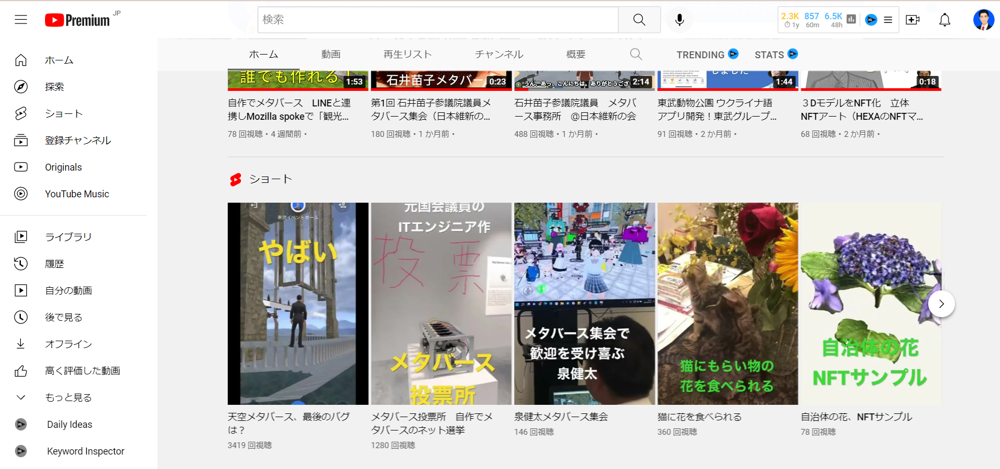 Premium JP
検索
2.3K 857 6.5K
1y 60m 48h
ホーム
探索
ショート
登録チャンネル
Originals
YouTube Music
ライブラリ
履歴
自分の動画
後で見る
オフライン
高く評価した動画
もっと見る
Daily Ideas
Keyword Inspector
ホーム 動画 再生リスト チャンネル 概要 TRENDING STATS
誰でも作れる!
1:53
自作でメタバース　LINEと連
携しMozilla spokeで「観光...
78 回視聴・4 週間前・
石井苗子メタバー
0:23
第1回 石井苗子参議院議員メ
タバース集会（日本維新の...
180 回視聴・1 か月前・
うん、あっ、こんにちは。ありがとうござい
2:14
石井苗子参議院議員　メタバ
ース事務所　@日本維新の会
488 回視聴・1 か月前・
しました
1:44
東武動物公園 ウクライナ語
アプリ開発！東武グループ...
91 回視聴・2 か月前・
0:18
３DモデルをNFT化　立体
NFTアート（HEXAのNFTマ...
68 回視聴・2 か月前・
ショート
東武イベントホール
やばい
天空メタバース、最後のバグ
は？
3419 回視聴
元国会議員の
ITエンジニア作
投票
メタバース
投票所
メタバース投票所　自作でメ
タバースのネット選挙
1280 回視聴
メタバース集会で
歓迎を受け喜ぶ
泉健太
泉健太メタバース集会
146 回視聴
猫にもらい物の
花を食べられる
猫に花を食べられる
360 回視聴
自治体の花
NFTサンプル
自治体の花、NFTサンプル
78 回視聴